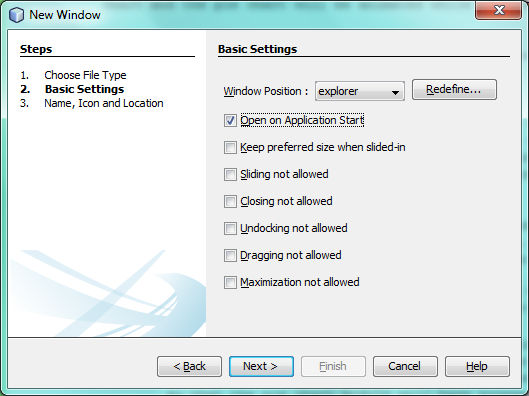 New Window
Steps
1. Choose File Type
2. Basic Settings
3. Name, Icon and Location
Basic Settings
Window Position : explorer Redefine...
Open on Application Start
Keep preferred size when slided-in
Sliding not allowed
Closing not allowed
Undocking not allowed
Dragging not allowed
Maximization not allowed
< Back Next > Finish Cancel Help